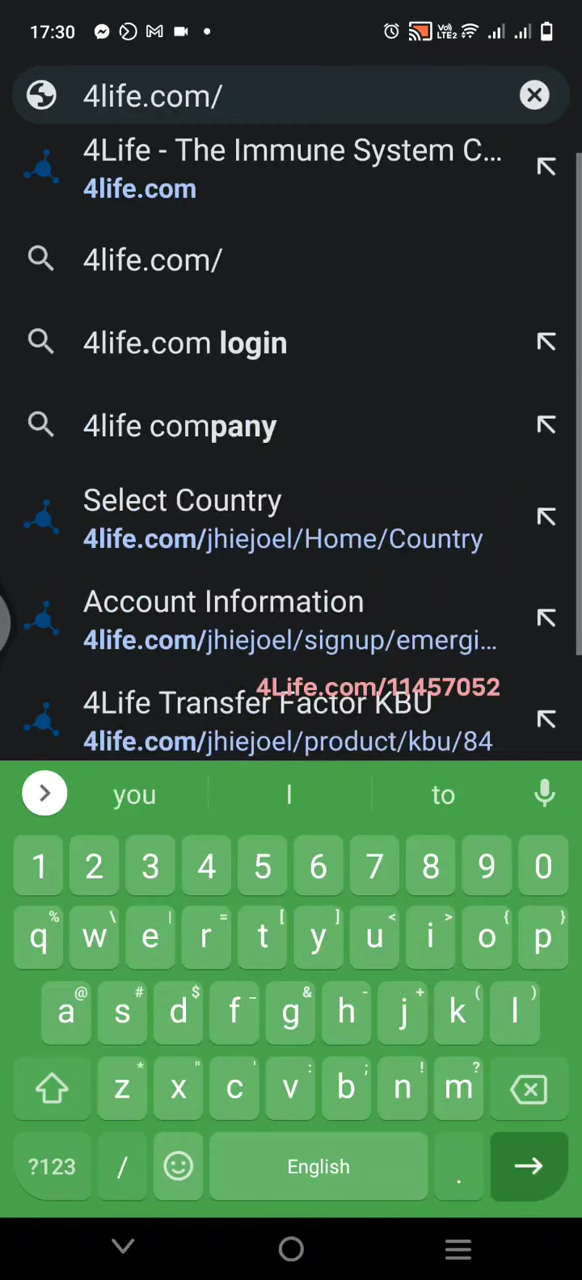 17:30
Vo) LTE2
4life.com/
4Life - The Immune System C...
4life.com
4life.com/
4life.com login
4life company
Select Country
4life.com/jhiejoel/Home/Country
Account Information
4life.com/jhiejoel/signup/emergi...
4Life.com/11457052
4Life Transfer Factor KBU
4life.com/jhiejoel/product/kbu/84
you I to
1 2 3 4 5 6 7 8 9 0
% \ | = [ ] < > { }
q w e r t y u i o p
@ # $ _ & - + ( )
a s d f g h j k l
* " ' : ; ! ?
z x c v b n m
?123 / English .